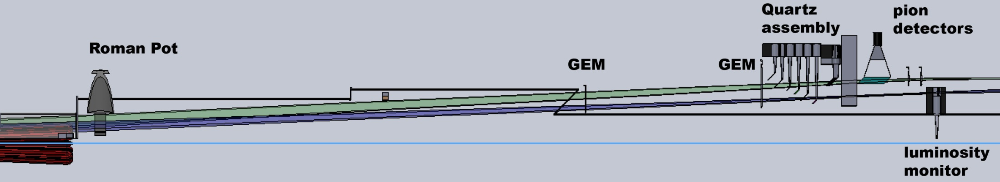 Roman Pot
GEM
GEM
Quartz
assembly
pion
detectors
luminosity
monitor